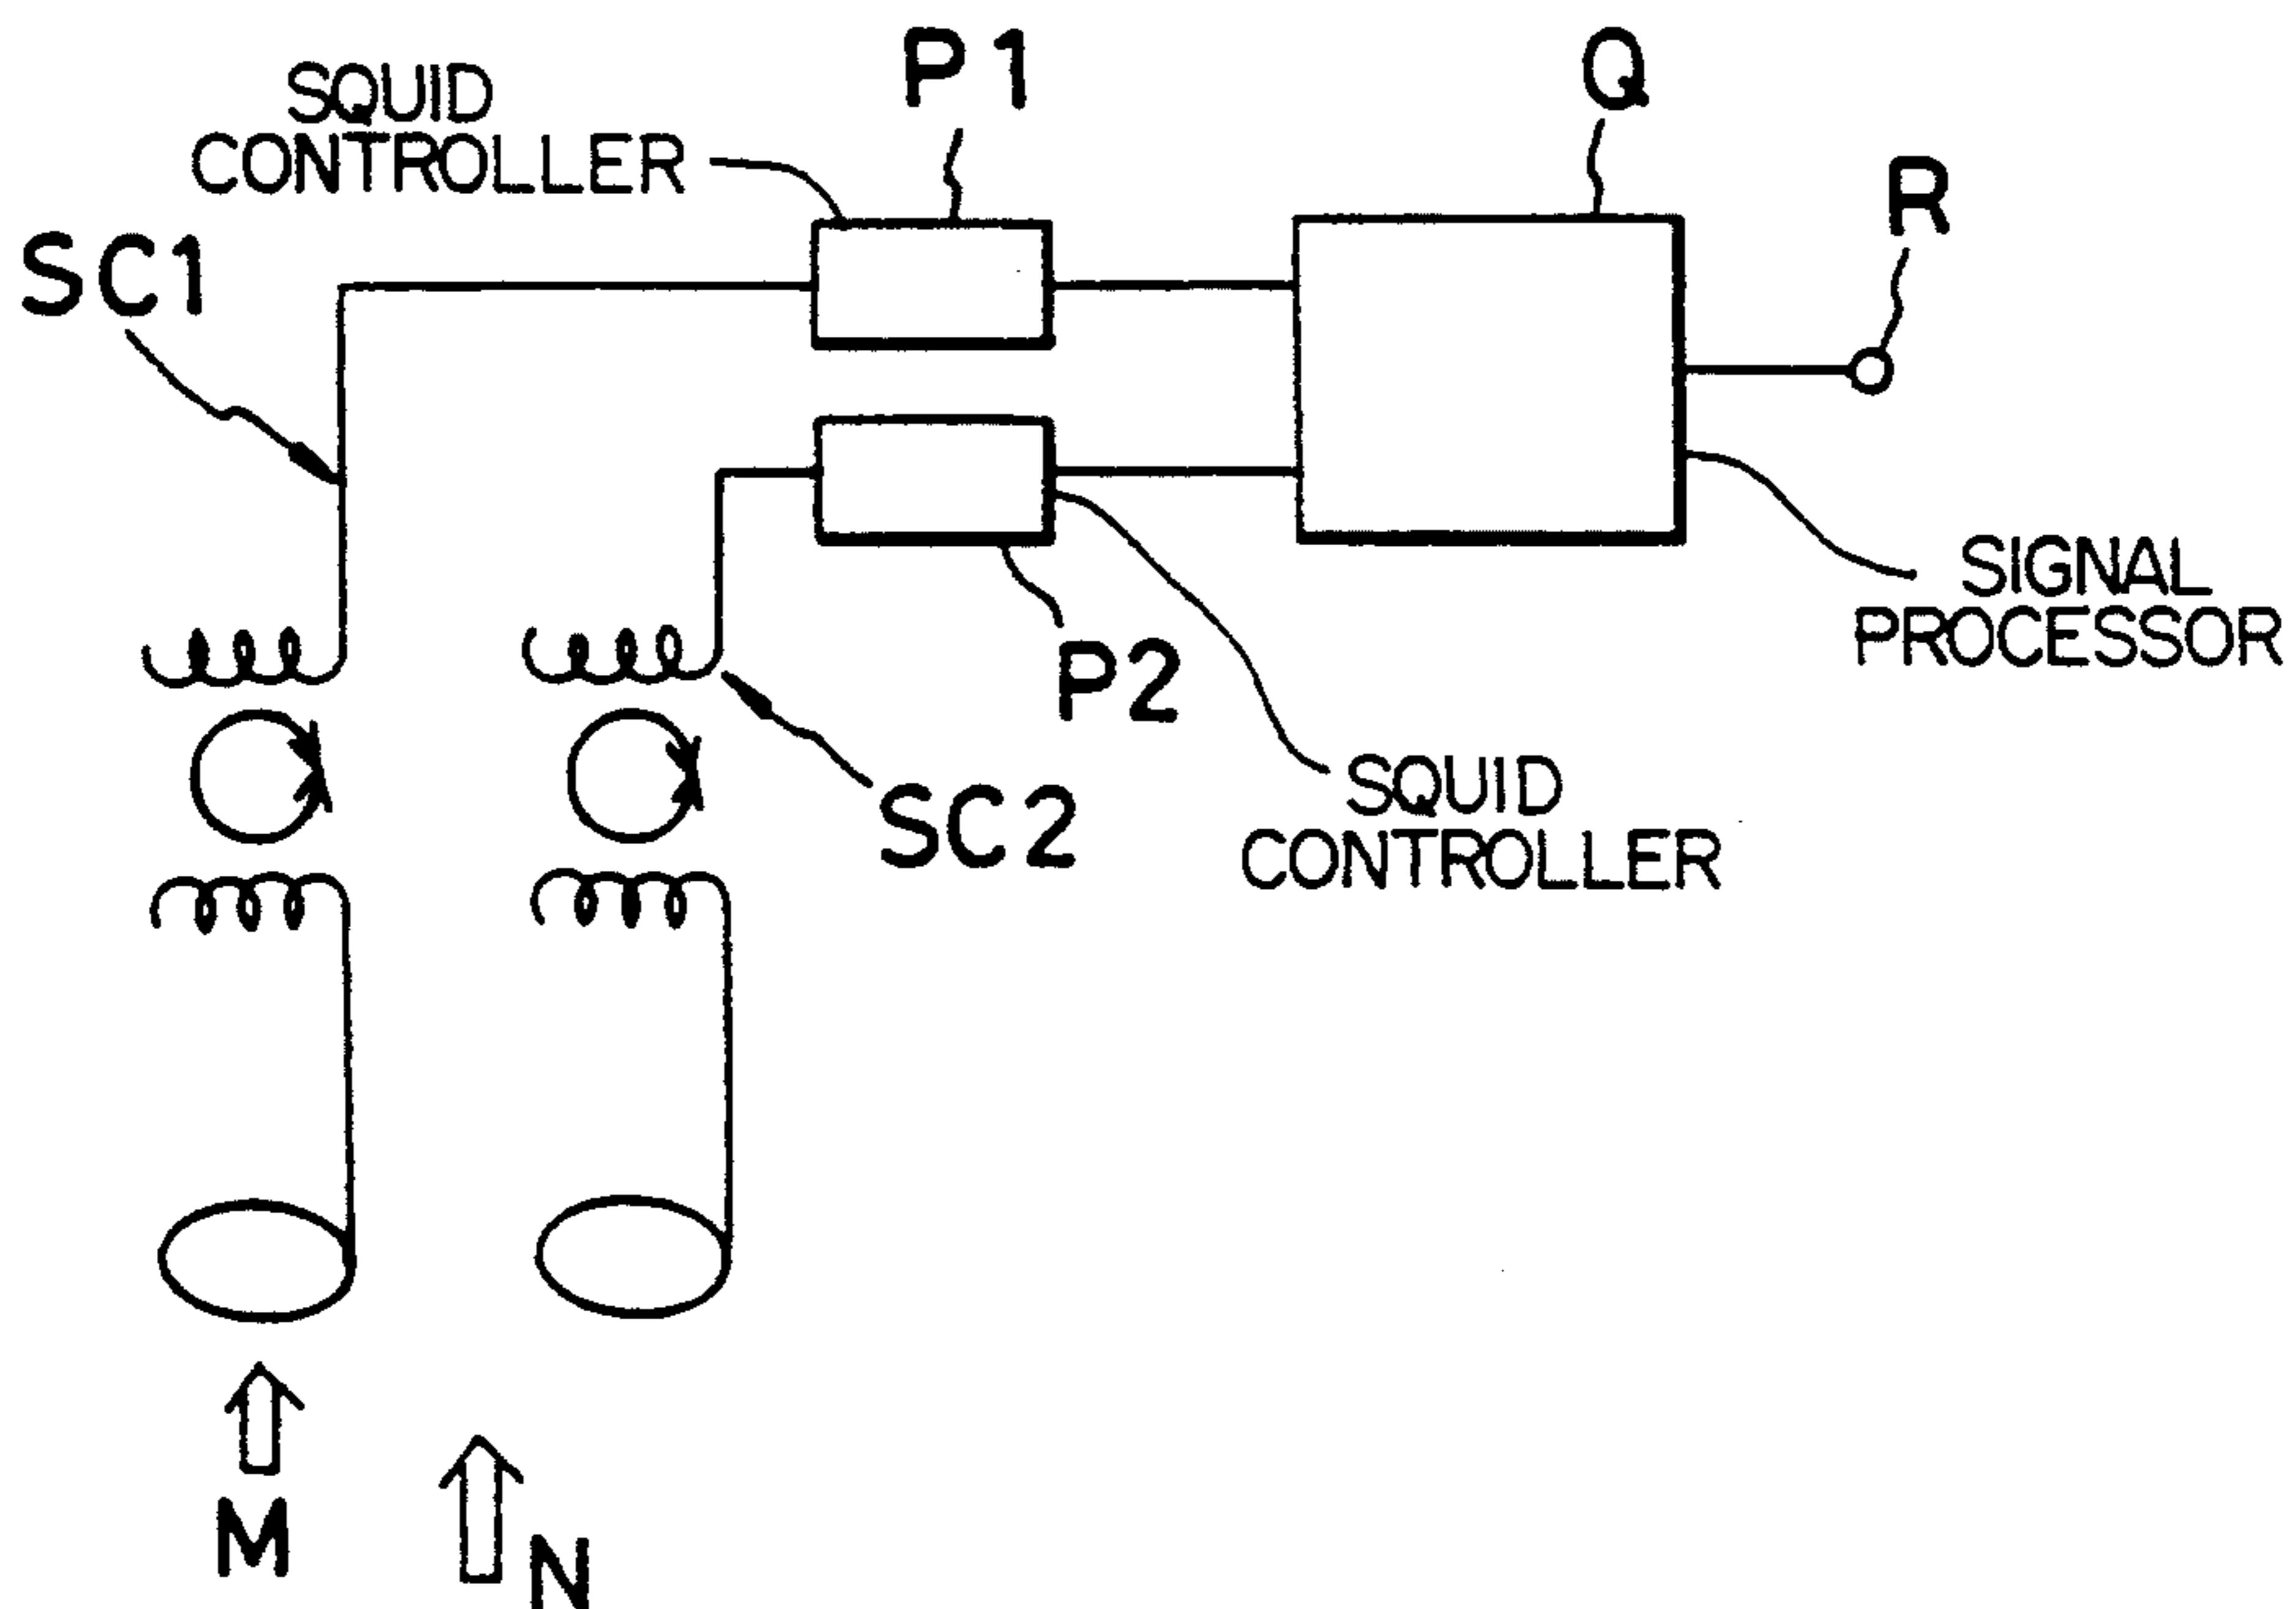 P1
Q
SQUID
CONTROLLER
R
SC1
SIGNAL
PROCESSOR
P2
SQUID
CONTROLLER
SC2
M
N